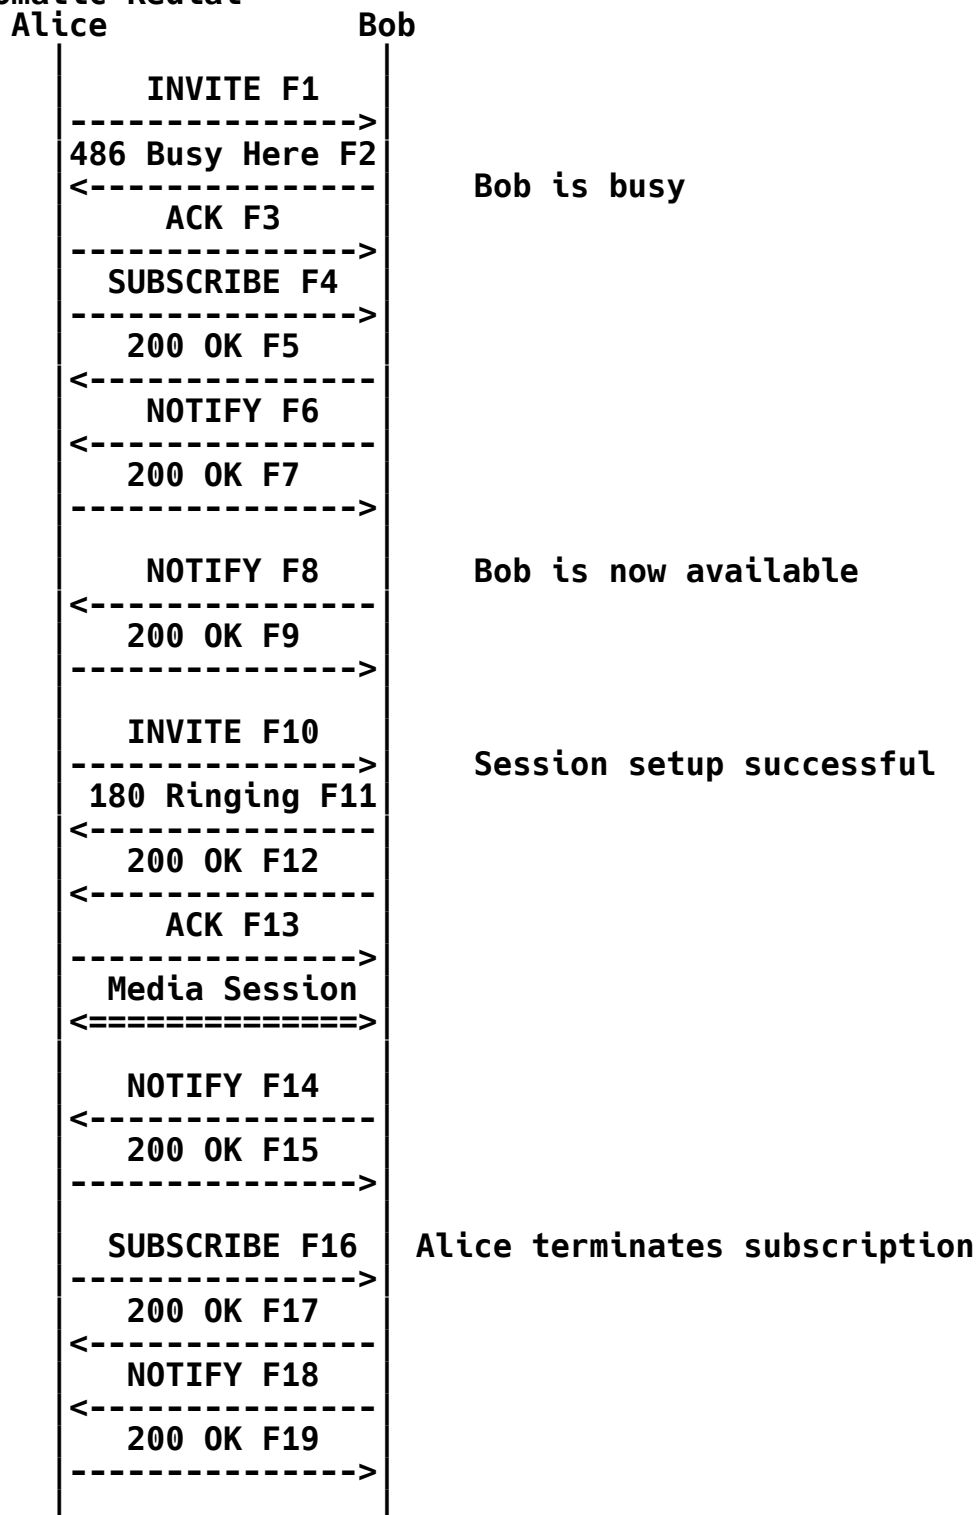 Alice Bob
INVITE F1
--------------->
486 Busy Here F2
<--------------- Bob is busy
ACK F3
--------------->
SUBSCRIBE F4
--------------->
200 OK F5
<---------------
NOTIFY F6
<---------------
200 OK F7
--------------->
NOTIFY F8 Bob is now available
<---------------
200 OK F9
--------------->
INVITE F10
---------------> Session setup successful
180 Ringing F11
<---------------
200 OK F12
<---------------
ACK F13
--------------->
Media Session
<==============>
NOTIFY F14
<---------------
200 OK F15
--------------->
SUBSCRIBE F16 Alice terminates subscription
--------------->
200 OK F17
<---------------
NOTIFY F18
<---------------
200 OK F19
--------------->